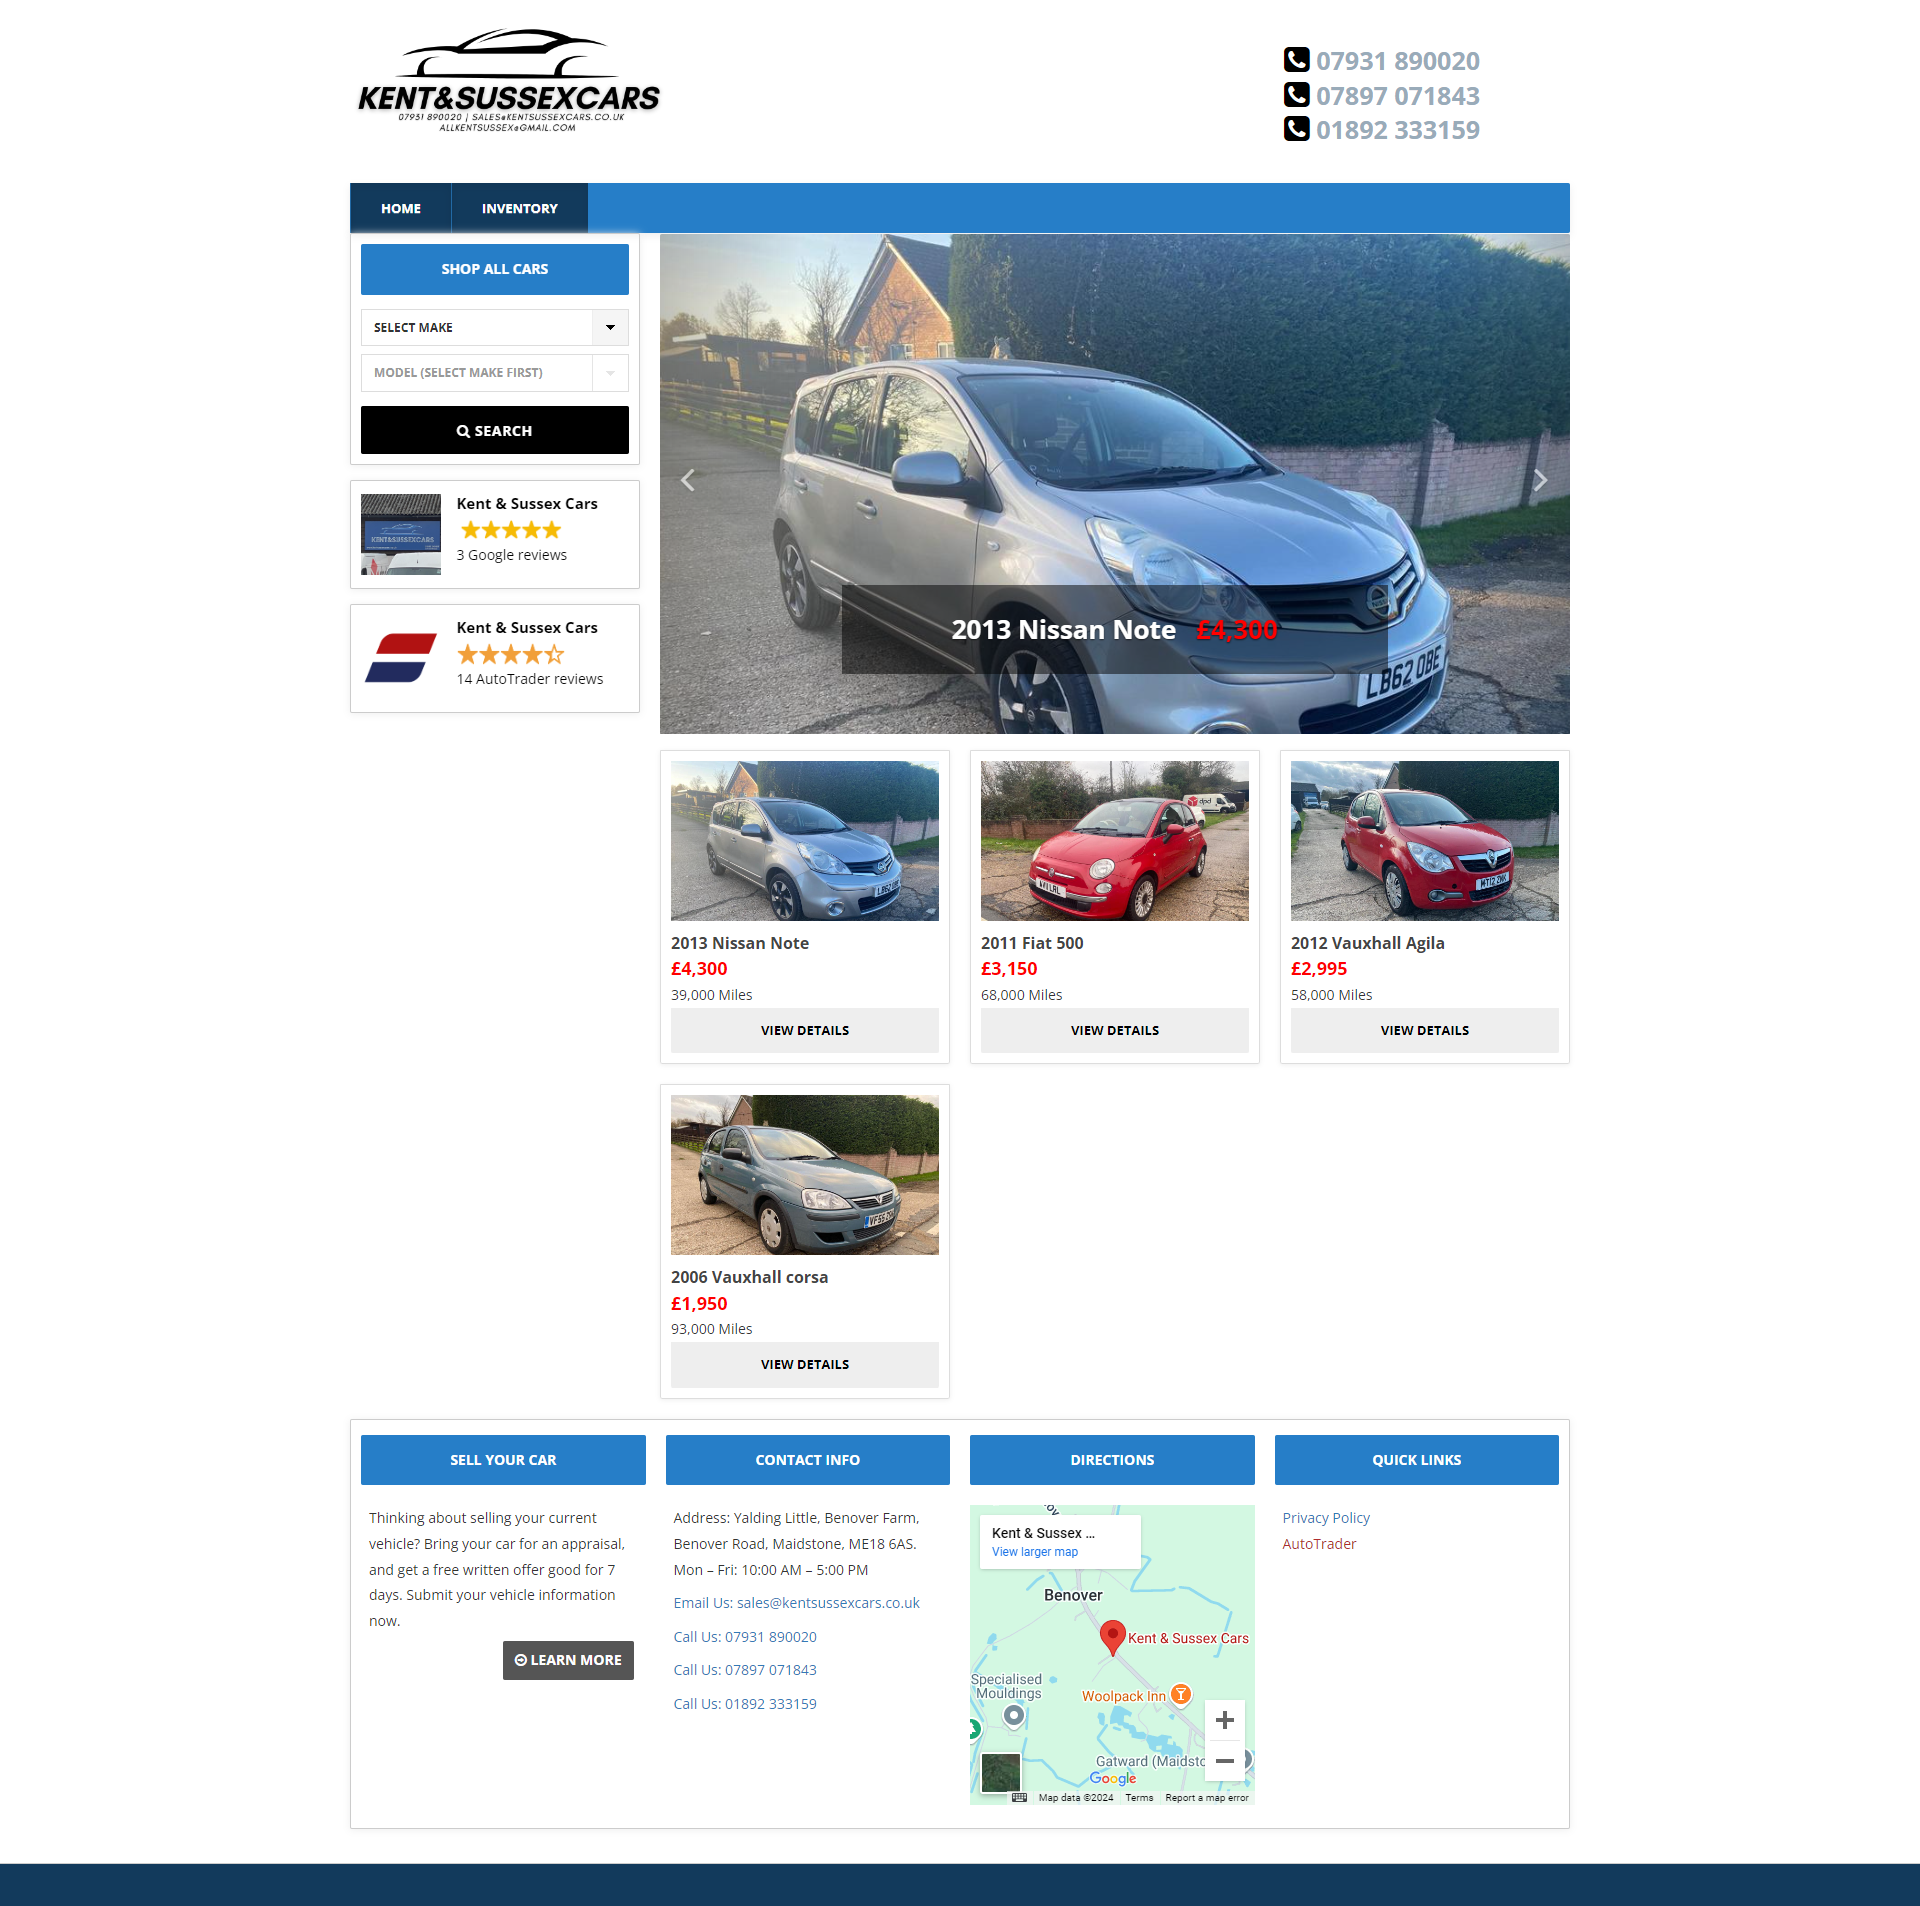 KENT&SUSSEXCARS
07931 890020 | SALES@KENTSUSSEXCARS.CO.UK
ALLKENTSUSSEX@GMAIL.COM
07931 890020
07897 071843
01892 333159
HOME
INVENTORY
SHOP ALL CARS
SELECT MAKE
MODEL (SELECT MAKE FIRST)
SEARCH
KENT&SUSSEXCARS
Kent & Sussex Cars
3 Google reviews
Kent & Sussex Cars
14 AutoTrader reviews
LB62 OBE
2013 Nissan Note £4,300
LB62 OBE
2013 Nissan Note
£4,300
39,000 Miles
VIEW DETAILS
dpd
2011 Fiat 500
£3,150
68,000 Miles
VIEW DETAILS
2012 Vauxhall Agila
£2,995
58,000 Miles
VIEW DETAILS
2006 Vauxhall corsa
£1,950
93,000 Miles
VIEW DETAILS
SELL YOUR CAR
Thinking about selling your current
vehicle? Bring your car for an appraisal,
and get a free written offer good for 7
days. Submit your vehicle information
now.
LEARN MORE
CONTACT INFO
Address: Yalding Little, Benover Farm,
Benover Road, Maidstone, ME18 6AS.
Mon – Fri: 10:00 AM – 5:00 PM
Email Us: sales@kentsussexcars.co.uk
Call Us: 07931 890020
Call Us: 07897 071843
Call Us: 01892 333159
DIRECTIONS
Kent & Sussex ...
View larger map
Benover
Kent & Sussex Cars
Specialised
Mouldings
Woolpack Inn
Gatward (Maidsto
Google
Map data ©2024
Terms
Report a map error
QUICK LINKS
Privacy Policy
AutoTrader